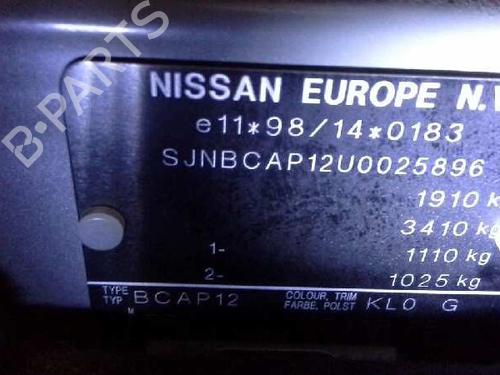 B-PARTS
NISSAN EUROPE N.V
e11*98/14*0183
SJNBCAP12U0025896
1910 kg
3410 kg
1- 1110 kg
2- 1025 kg
TYPE
TYP BCAP12 COLOUR, TRIM
FARBE, POLST KL0 G
M